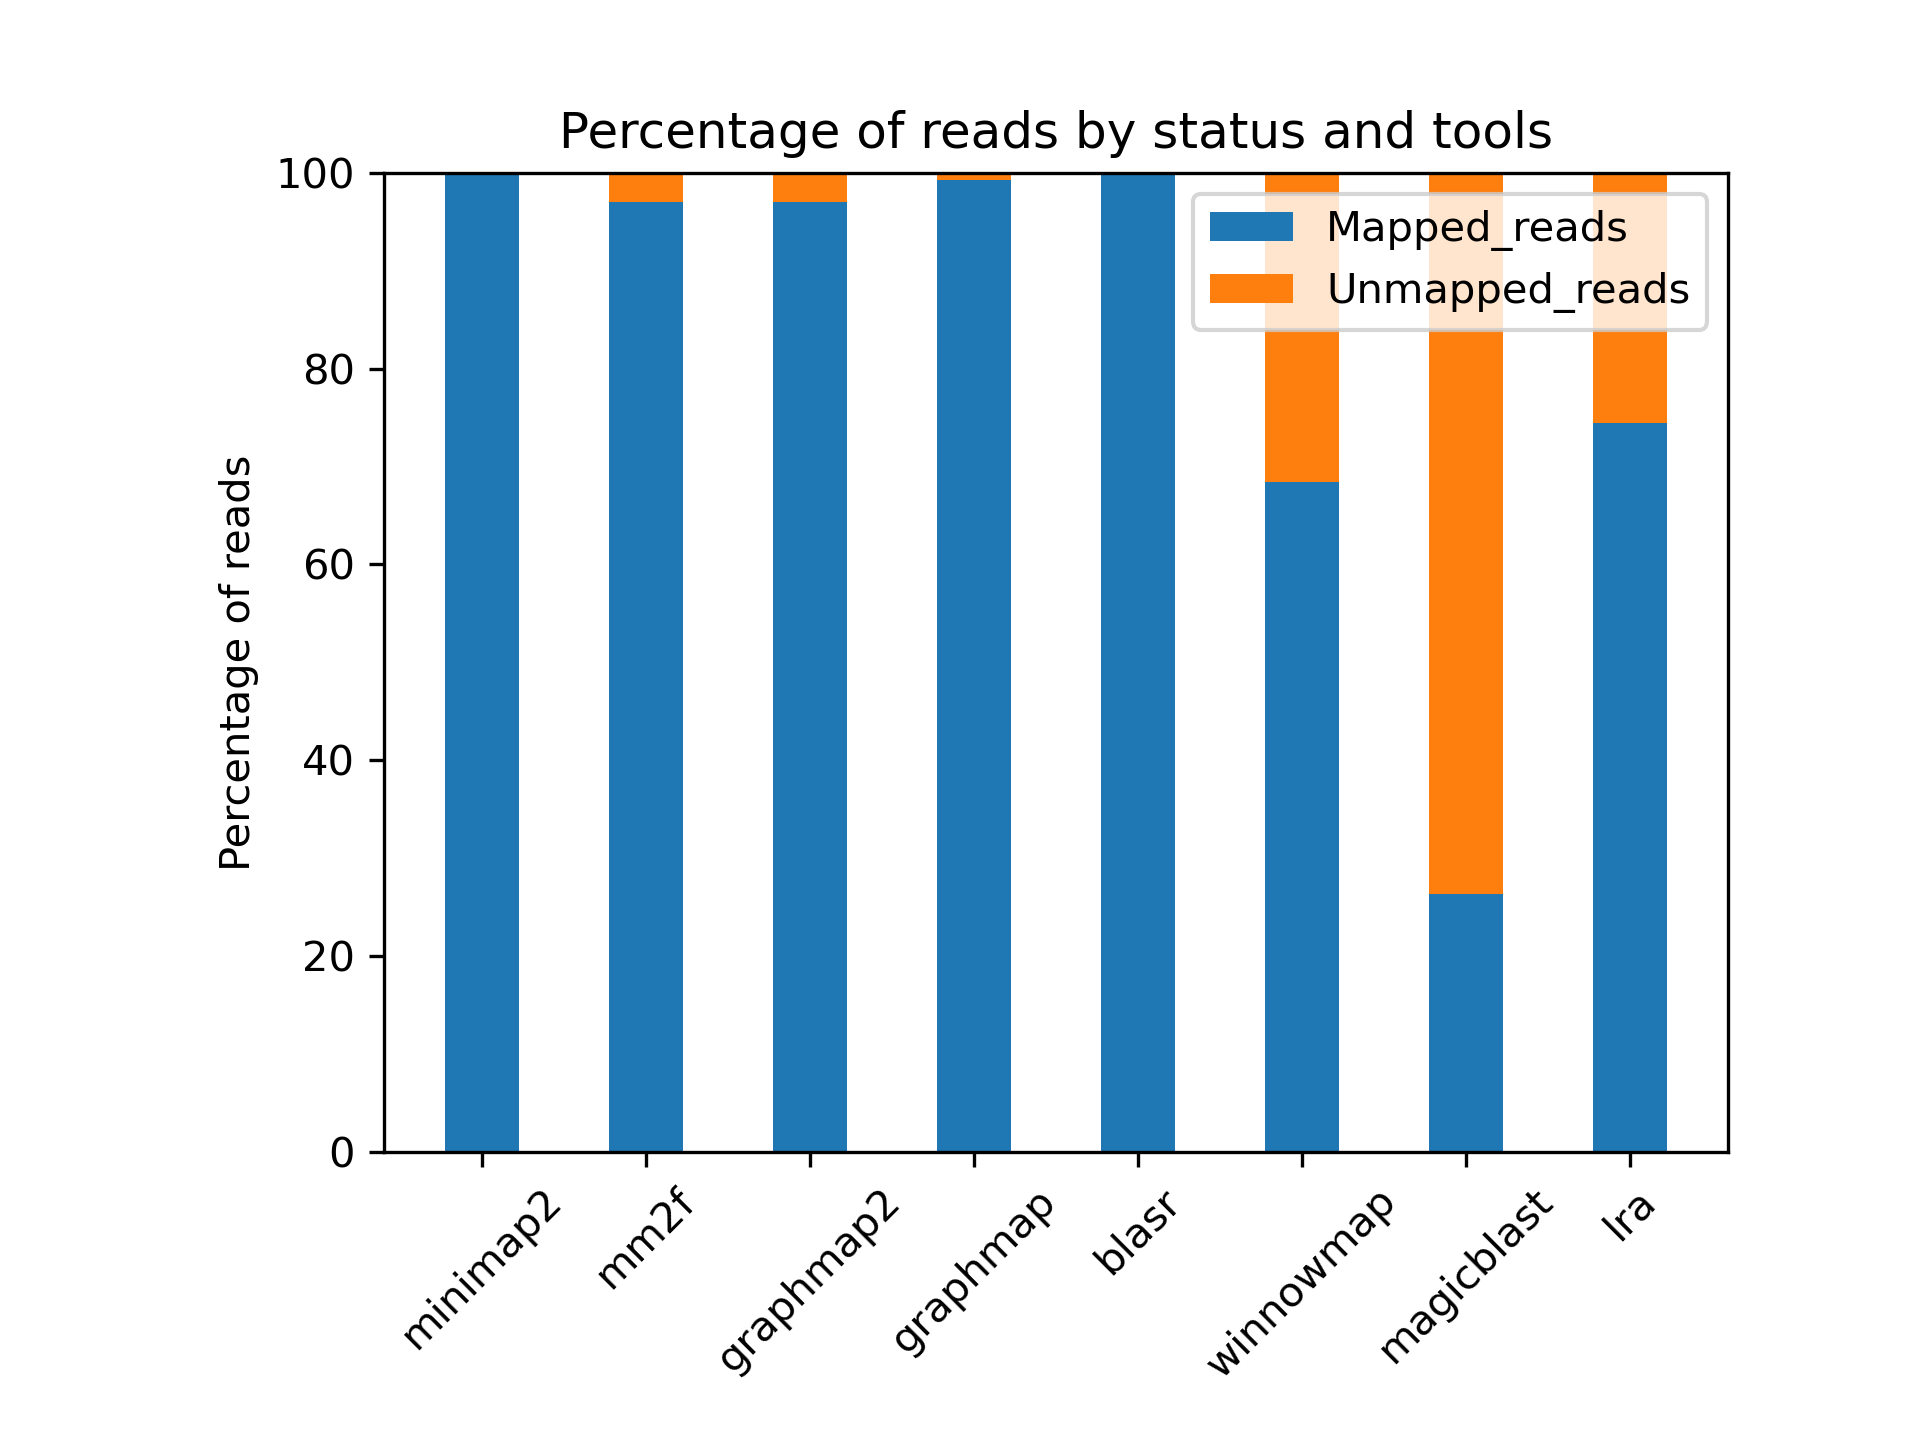 Percentage of reads by status and tools
Percentage of reads
100
80
60
40
20
0
Mapped_reads
Unmapped_reads
minimap2
mm2f
graphmap2
graphmap
blasr
winnowmap
magicblast
lra